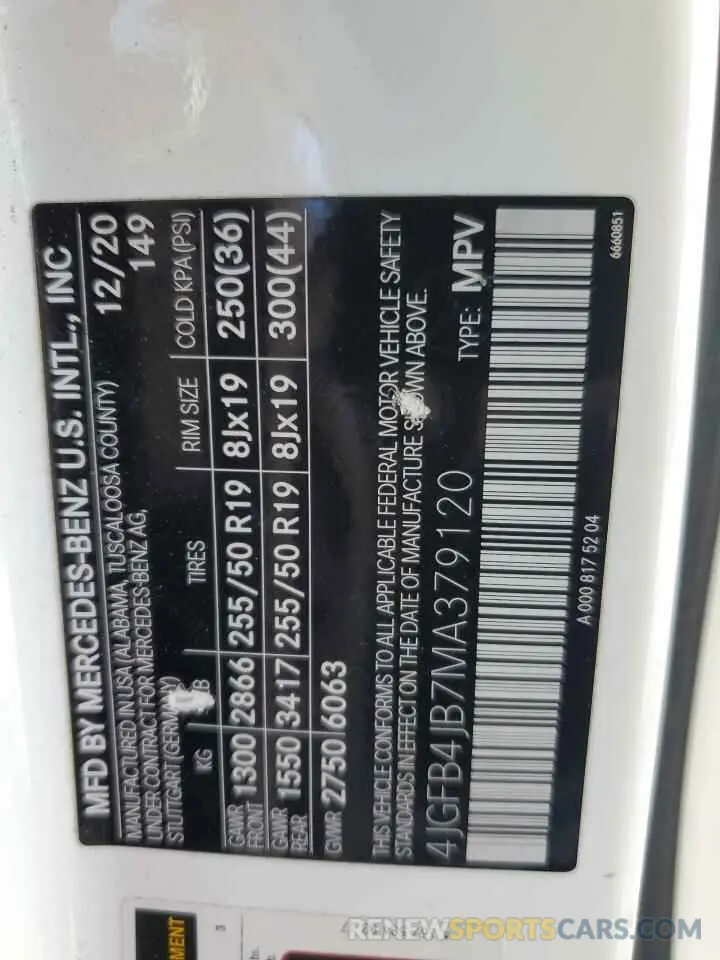 MFD BY MERCEDES-BENZ U.S. INTL., INC
MANUFACTURED IN USA (ALABAMA, TUSCALOOSA COUNTY) 12/20
UNDER CONTRACT FOR MERCEDES-BENZ AG, 149
STUTTGART (GERMANY)
KG TIRES RIM SIZE COLD KPA (PSI)
GAWR FRONT 1300 2866 255/50 R19 8Jx19 250(36)
GAWR REAR 1550 3417 255/50 R19 8Jx19 300(44)
GWR 2750 6063
THIS VEHICLE CONFORMS TO ALL APPLICABLE FEDERAL MOTOR VEHICLE SAFETY
STANDARDS IN EFFECT ON THE DATE OF MANUFACTURE SHOWN ABOVE.
4JGFB4JB7MA379120 TYPE: MPV
A 000 817 52 04
6660851
3
RENEWSPORTSCARS.COM